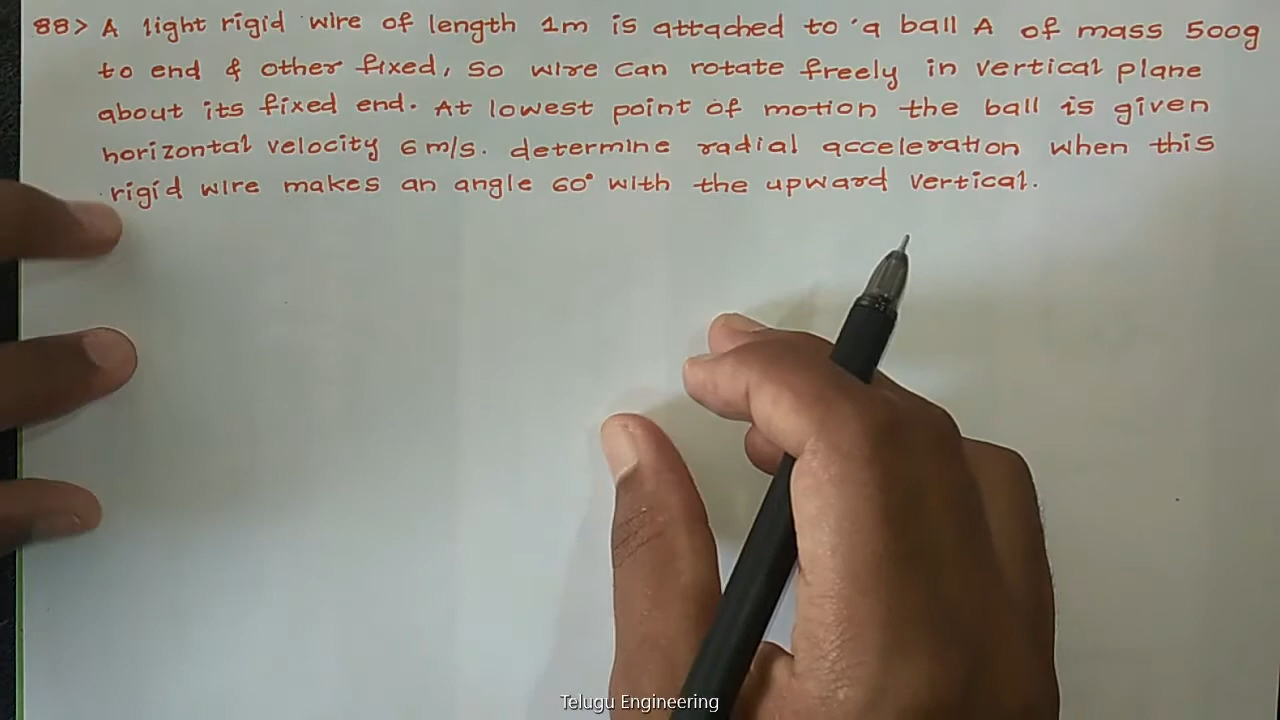 88> A light rigid wire of length 1m is attached to a ball A of mass 500g
to end & other fixed, so wire can rotate freely in vertical plane
about its fixed end. At lowest point of motion the ball is given
horizontal velocity 6 m/s. determine radial acceleration when this
rigid wire makes an angle 60° with the upward vertical.
Telugu Engineering